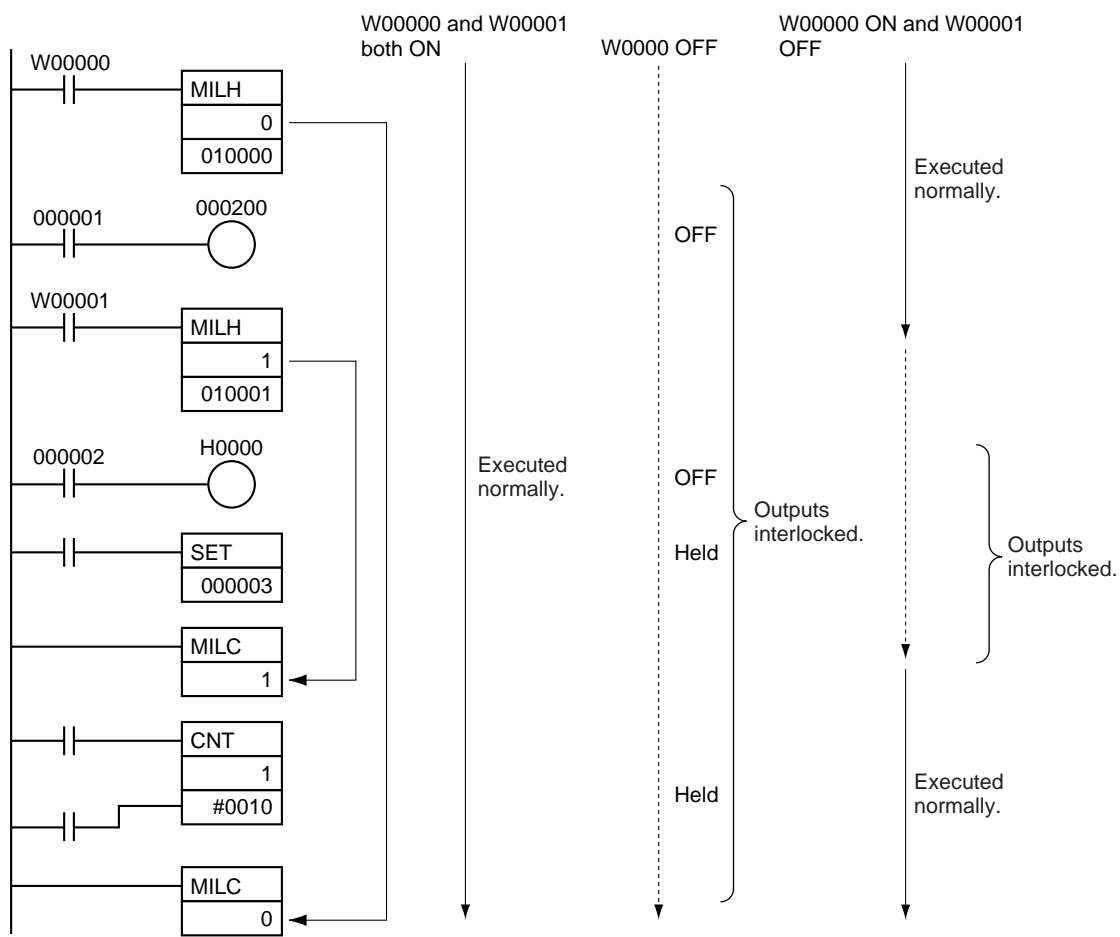 W00000 and W00001
both ON
W0000 OFF
W00000 ON and W00001
OFF
W00000
MILH
0
010000
Executed
normally.
000001
000200
OFF
W00001
MILH
1
010001
000002
H0000
Executed
normally.
OFF
Outputs
interlocked.
SET
000003
Held
Outputs
interlocked.
MILC
1
CNT
1
#0010
Held
Executed
normally.
MILC
0